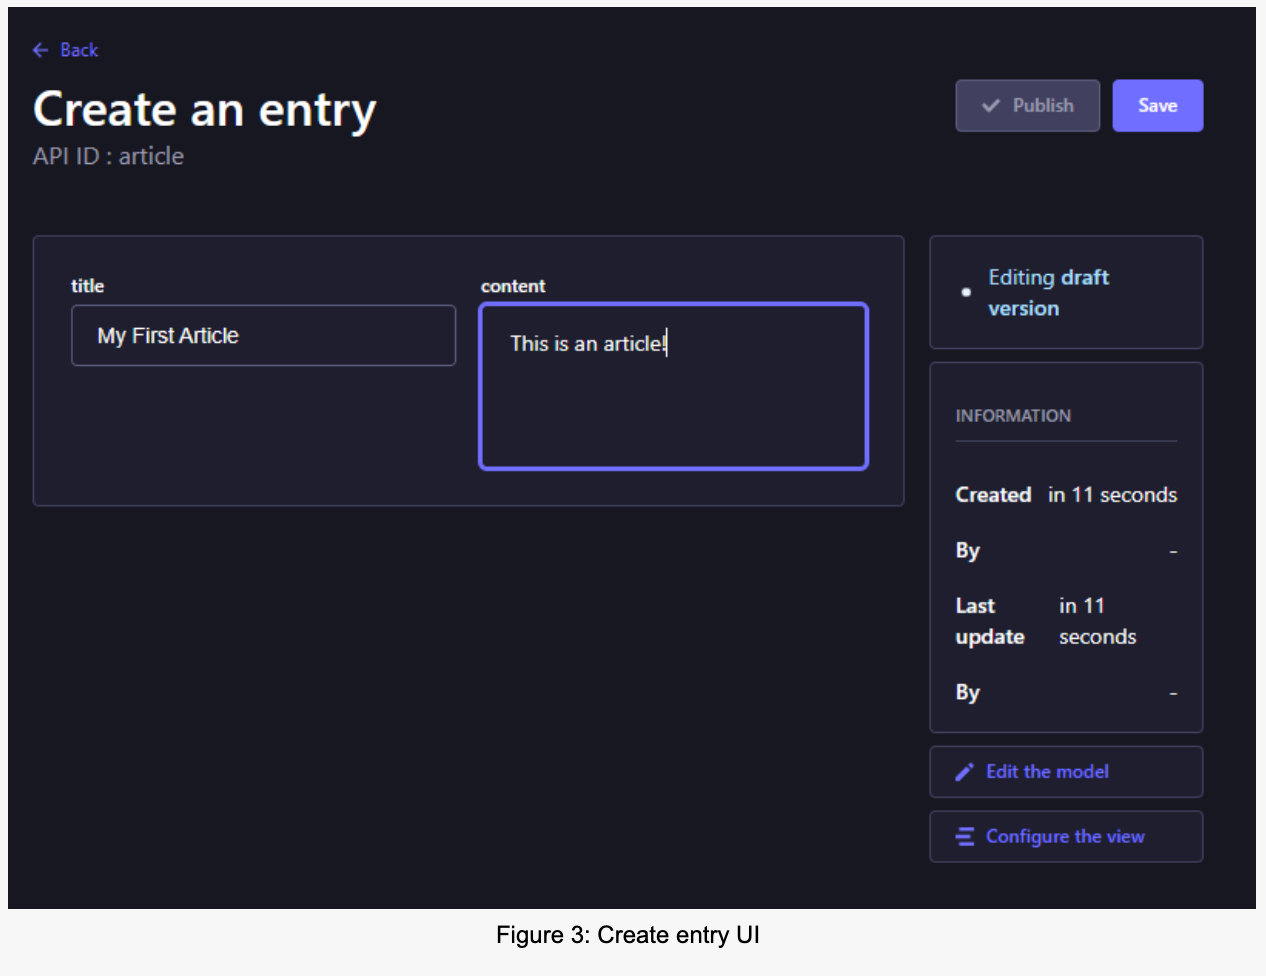 Back
Create an entry
API ID : article
Publish
Save
title
My First Article
content
This is an article!
Editing draft
version
INFORMATION
Created in 11 seconds
By -
Last in 11
update seconds
By -
Edit the model
Configure the view
Figure 3: Create entry UI